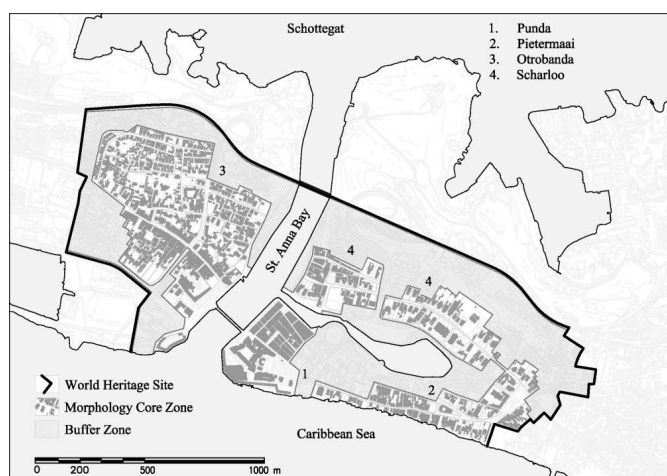 Schottegat
1. Punda
2. Pietermaai
3. Otrobanda
4. Scharloo
3
St. Anna Bay
4
4
1
2
World Heritage Site
Morphology Core Zone
Buffer Zone
Caribbean Sea
0 200 500 1000 m